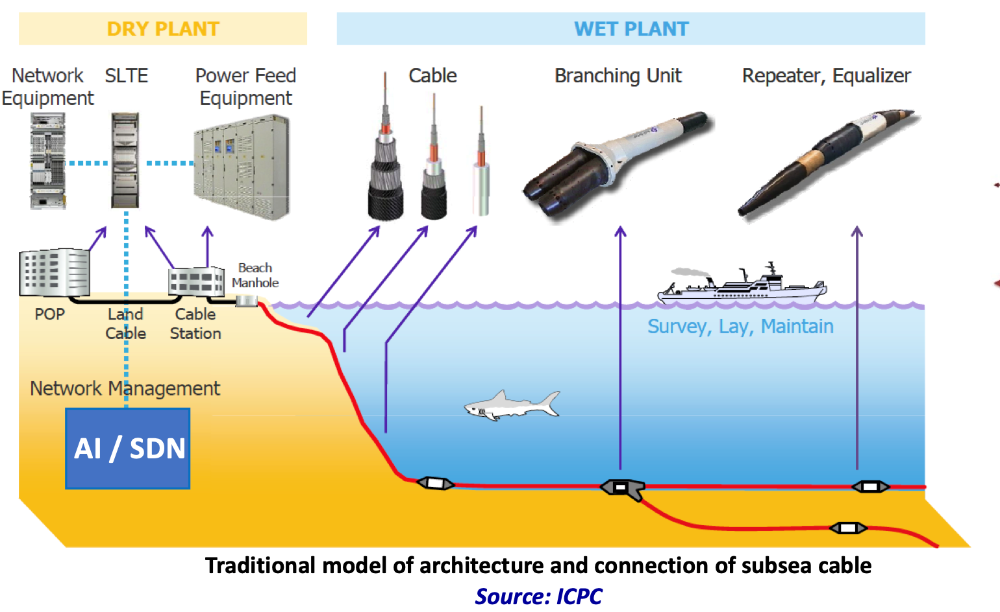 DRY PLANT
WET PLANT
Network
Equipment
SLTE
Power Feed
Equipment
Cable
Branching Unit
Repeater, Equalizer
Beach
Manhole
POP
Land
Cable
Cable
Station
Survey, Lay, Maintain
Network Management
AI / SDN
Traditional model of architecture and connection of subsea cable
Source: ICPC